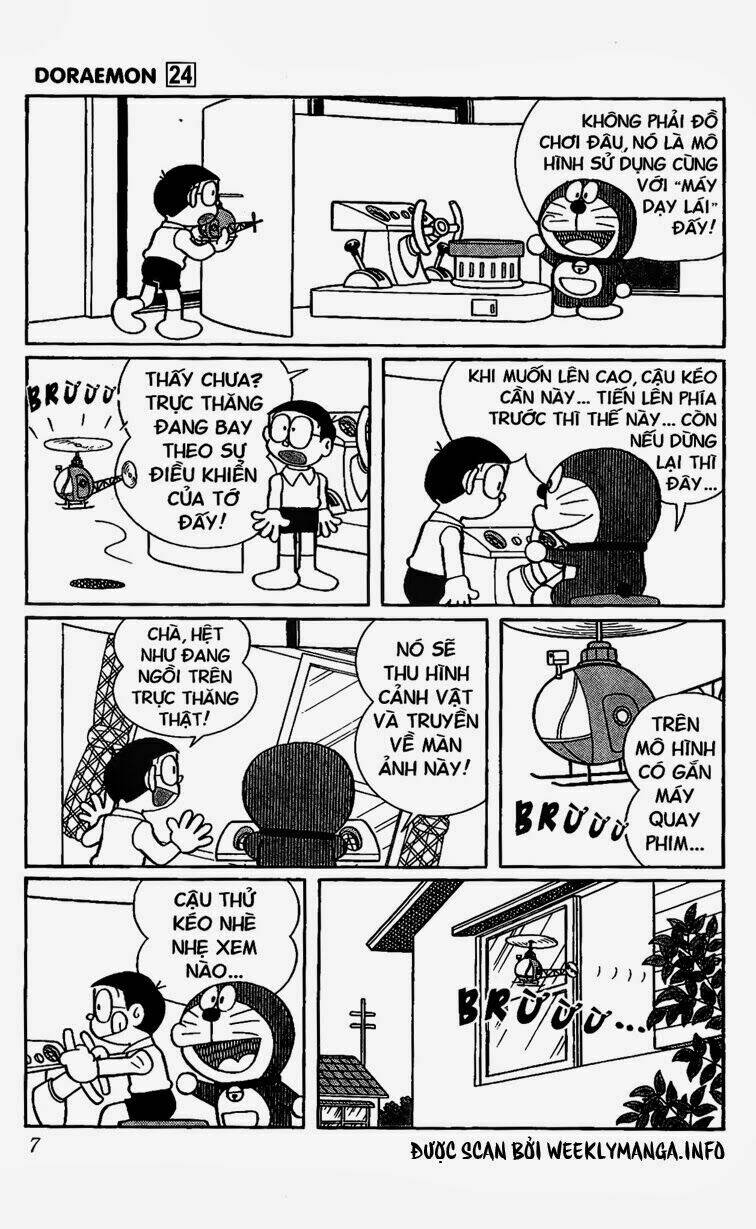 DORAEMON 24
KHÔNG PHẢI ĐỒ
CHƠI ĐÂU, NÓ LÀ MÔ
HÌNH SỬ DỤNG CÙNG
VỚI "MÁY
DẠY LÁI"
ĐẤY!
BRỪỪỪ
THẤY CHƯA?
TRỰC THĂNG
ĐANG BAY
THEO SỰ
ĐIỀU KHIỂN
CỦA TỚ
ĐẤY!
KHI MUỐN LÊN CAO, CẬU KÉO
CẦN NÀY... TIẾN LÊN PHÍA
TRƯỚC THÌ THẾ NÀY... CÒN
NẾU DỪNG
LẠI THÌ
ĐÂY...
CHÀ, HỆT
NHƯ ĐANG
NGỒI TRÊN
TRỰC THĂNG
THẬT!
NÓ SẼ
THU HÌNH
CẢNH VẬT
VÀ TRUYỀN
VỀ MÀN
ẢNH NÀY!
TRÊN
MÔ HÌNH
CÓ GẮN
MÁY
QUAY
PHIM...
BRỪỪỪ
CẬU THỬ
KÉO NHÈ
NHẸ XEM
NÀO...
BRỪỪỪ...
7
ĐƯỢC SCAN BỞI WEEKLYMANGA.INFO